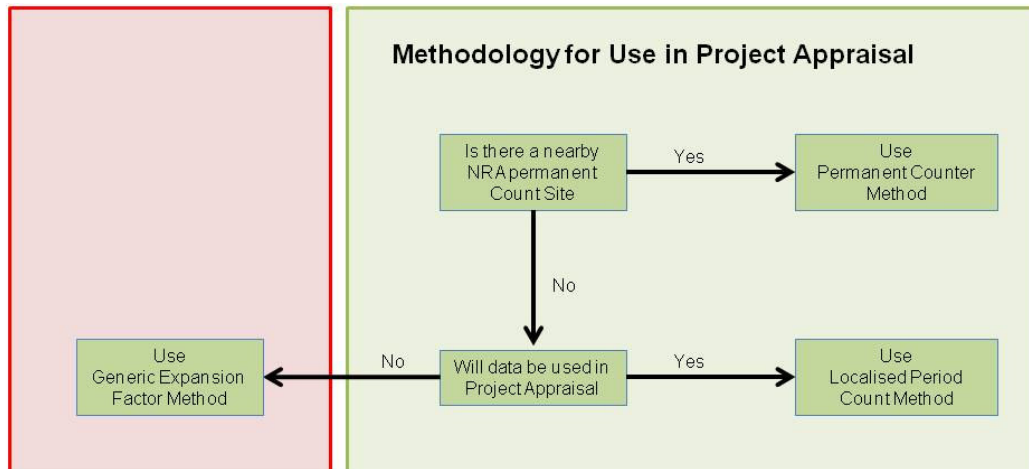 Methodology for Use in Project Appraisal
Is there a nearby
NRA permanent
Count Site
Yes
Use
Permanent Counter
Method
No
Use
Generic Expansion
Factor Method
No
Will data be used in
Project Appraisal
Yes
Use
Localised Period
Count Method